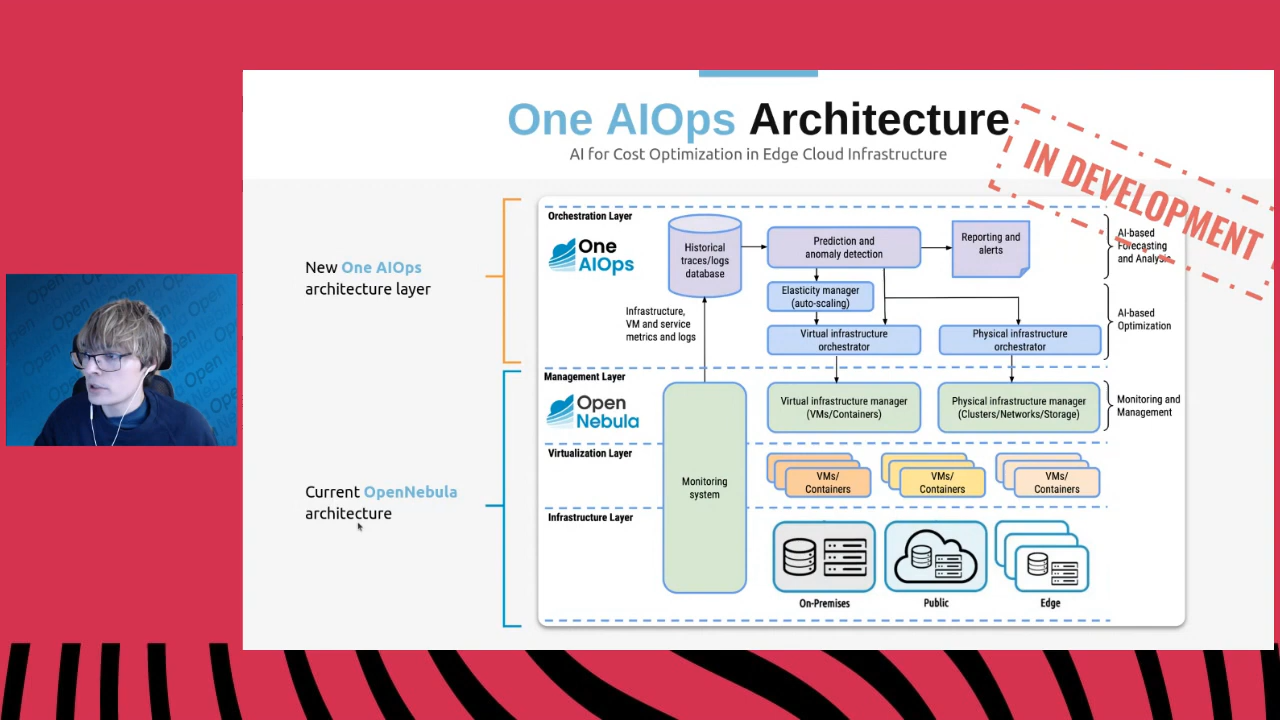 One AIOps Architecture
AI for Cost Optimization in Edge Cloud Infrastructure
IN DEVELOPMENT
New One AIOps
architecture layer
Current OpenNebula
architecture
Orchestration Layer
One
AIOps
Historical
traces/logs
database
Prediction and
anomaly detection
Reporting and
alerts
AI-based
Forecasting
and Analysis
Elasticity manager
(auto-scaling)
Infrastructure,
VM and service
metrics and logs
Virtual infrastructure
orchestrator
Physical infrastructure
orchestrator
AI-based
Optimization
Management Layer
Open
Nebula
Monitoring
system
Virtual infrastructure manager
(VMs/Containers)
Physical infrastructure manager
(Clusters/Networks/Storage)
Monitoring and
Management
Virtualization Layer
VMs/
Containers
VMs/
Containers
VMs/
Containers
Infrastructure Layer
On-Premises
Public
Edge